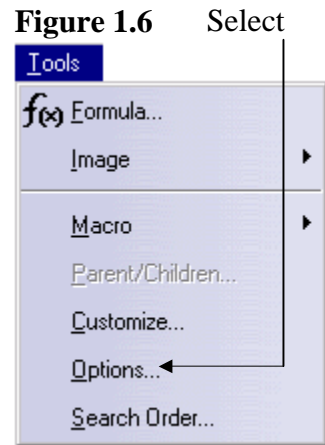 Figure 1.6 Select
Tools
f(x) Formula...
Image
Macro
Parent/Children...
Customize...
Options...
Search Order...